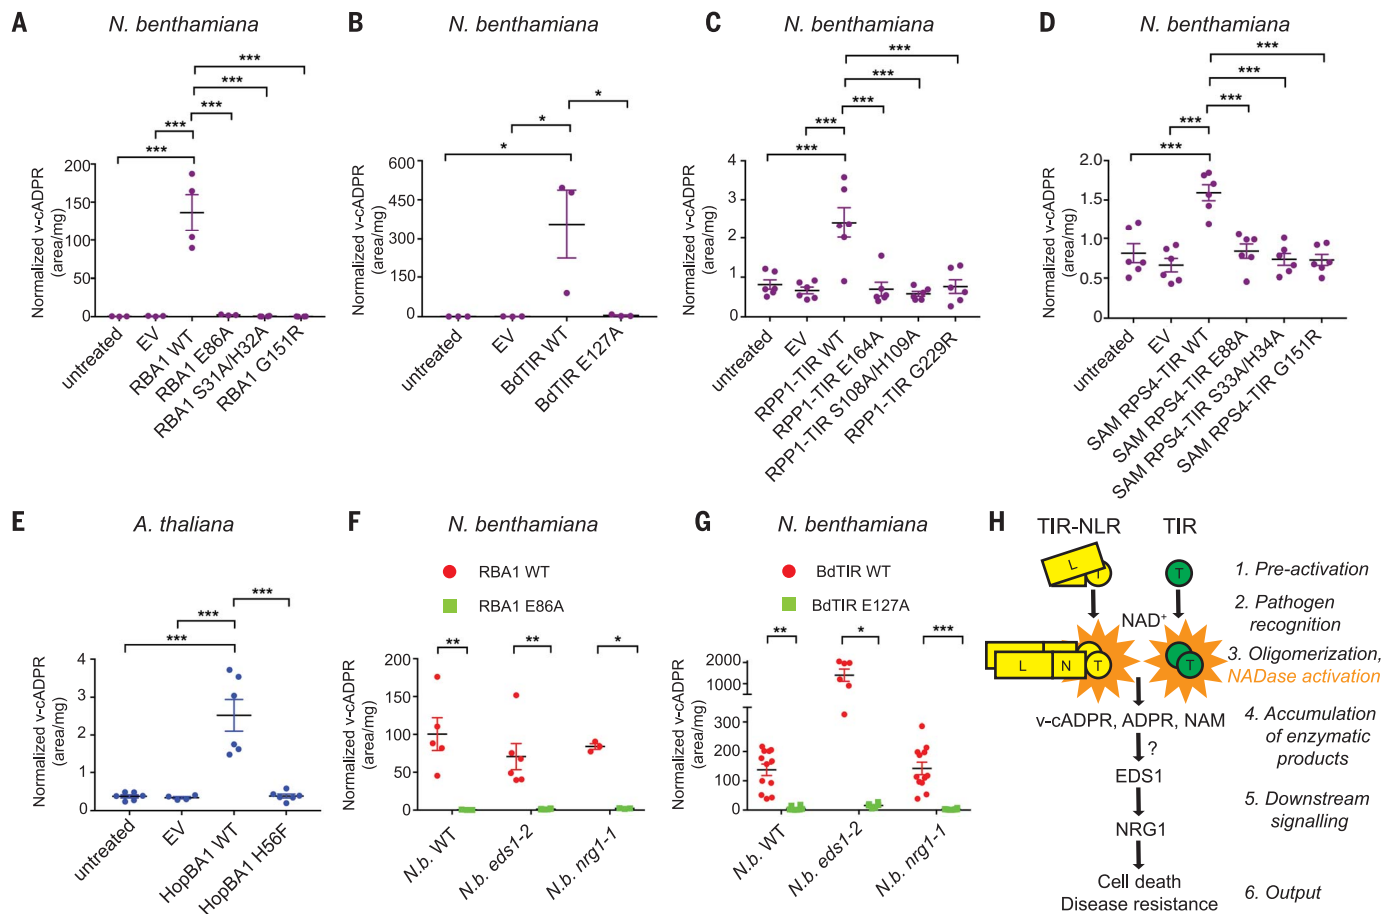 A
N. benthamiana
***
***
***
***
***
Normalized v-cADPR
(area/mg)
200
150
100
50
0
untreated
EV
RBA1 WT
RBA1 E86A
RBA1 S31A/H32A
RBA1 G151R
B
N. benthamiana
*
*
*
Normalized v-cADPR
(area/mg)
600
450
300
150
0
untreated
EV
BdTIR WT
BdTIR E127A
C
N. benthamiana
***
***
***
***
***
Normalized v-cADPR
(area/mg)
4
3
2
1
0
untreated
EV
RPP1-TIR WT
RPP1-TIR E164A
RPP1-TIR S108A/H109A
RPP1-TIR G229R
D
N. benthamiana
***
***
***
***
***
Normalized v-cADPR
(area/mg)
2.0
1.5
1.0
0.5
0.0
untreated
EV
SAM RPS4-TIR WT
SAM RPS4-TIR E88A
SAM RPS4-TIR S33A/H34A
SAM RPS4-TIR G151R
E
A. thaliana
***
***
***
Normalized v-cADPR
(area/mg)
4
3
2
1
0
untreated
EV
HopBA1 WT
HopBA1 H56F
F
N. benthamiana
RBA1 WT
RBA1 E86A
**
**
*
Normalized v-cADPR
(area/mg)
200
150
100
50
0
N.b. WT
N.b. eds1-2
N.b. nrg1-1
G
N. benthamiana
BdTIR WT
BdTIR E127A
**
*
***
Normalized v-cADPR
(area/mg)
2000
1000
300
200
100
0
N.b. WT
N.b. eds1-2
N.b. nrg1-1
H
TIR-NLR
TIR
L
T
T
1. Pre-activation
2. Pathogen
recognition
NAD+
L
N
T
T
3. Oligomerization,
NADase activation
v-cADPR, ADPR, NAM
4. Accumulation
of enzymatic
products
?
EDS1
5. Downstream
signalling
NRG1
Cell death
Disease resistance
6. Output